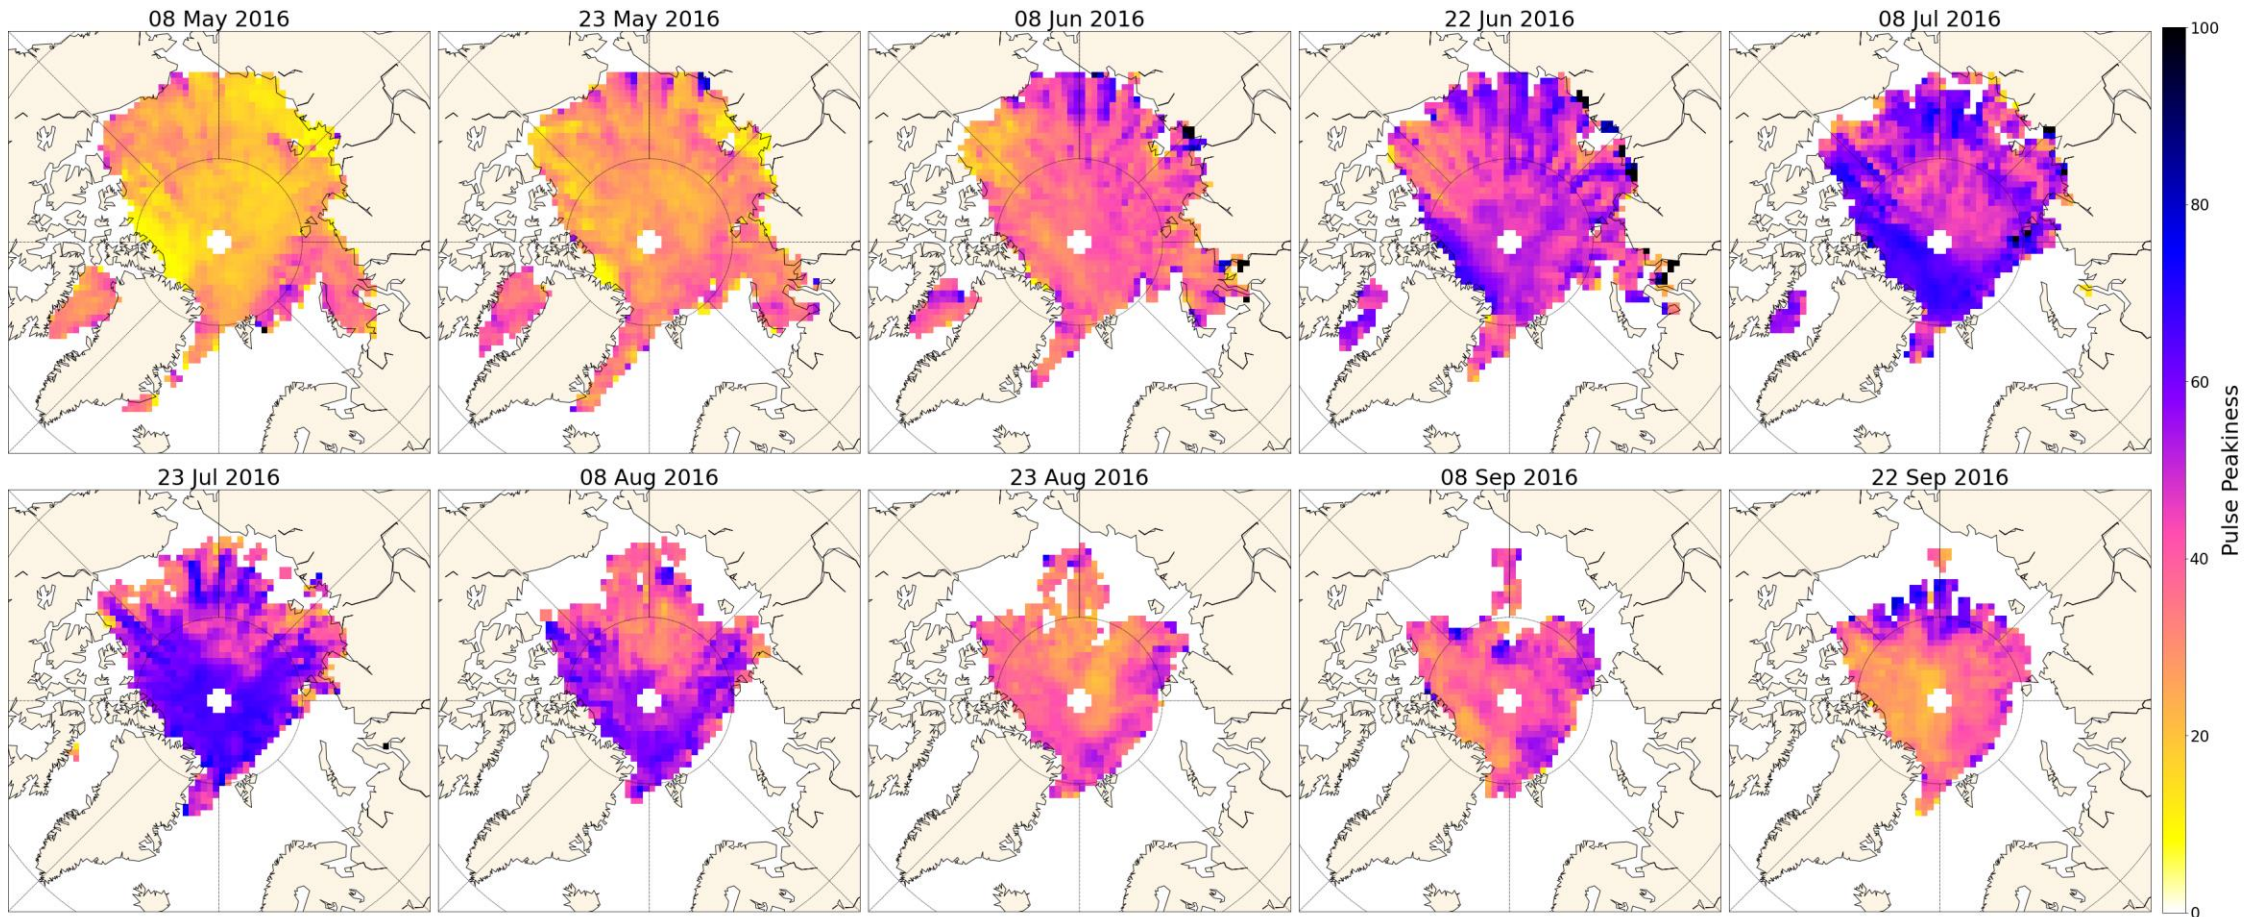 08 May 2016
23 May 2016
08 Jun 2016
22 Jun 2016
08 Jul 2016
23 Jul 2016
08 Aug 2016
23 Aug 2016
08 Sep 2016
22 Sep 2016
100
80
60
40
20
0
Pulse Peakiness